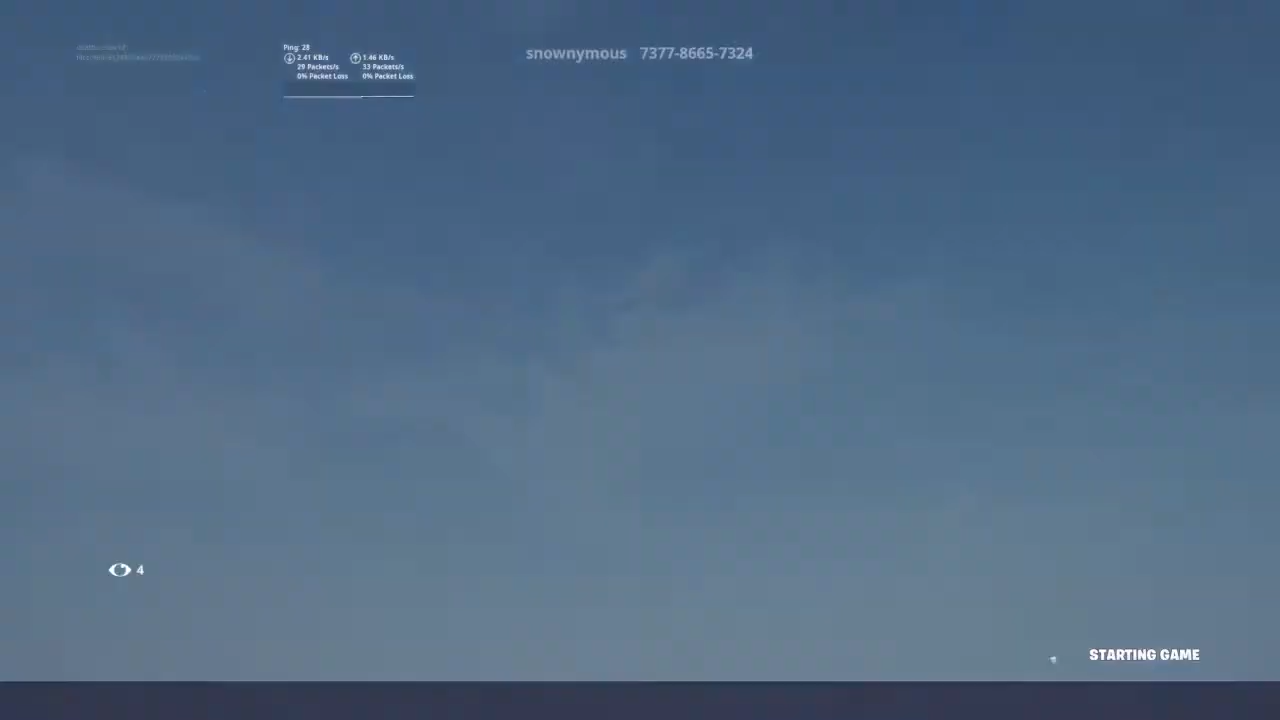 snownymous 7377-8665-7324
Ping: 28
2.41 KB/s 1.46 KB/s
29 Packets/s 33 Packets/s
0% Packet Loss 0% Packet Loss
4
STARTING GAME